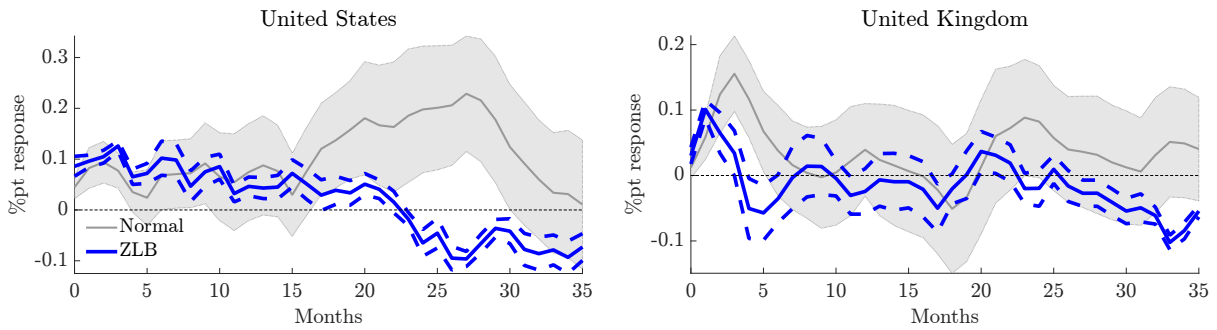 United States
%pt response
0.3
0.2
0.1
0
-0.1
Normal
ZLB
0 5 10 15 20 25 30 35
Months
United Kingdom
%pt response
0.2
0.1
0
-0.1
0 5 10 15 20 25 30 35
Months